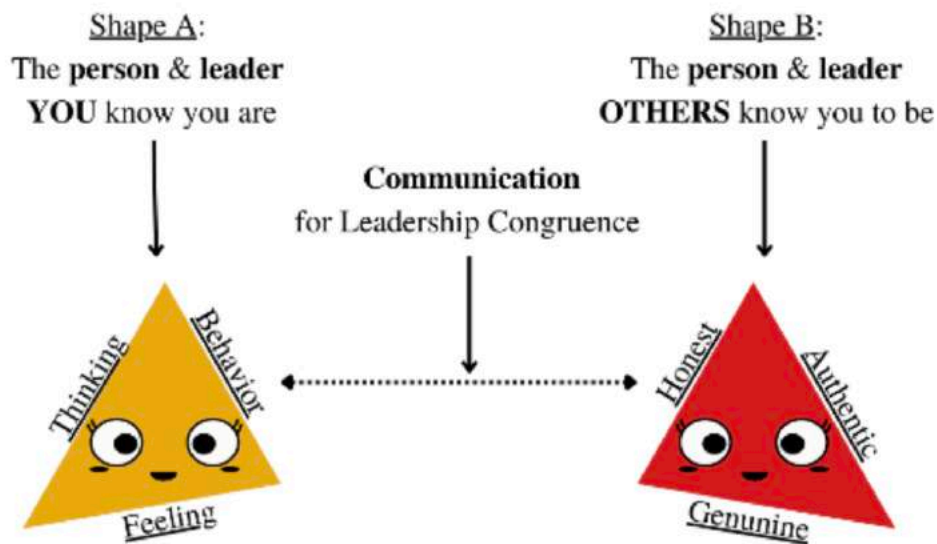 Shape A:
The person & leader
YOU know you are
Shape B:
The person & leader
OTHERS know you to be
Communication
for Leadership Congruence
Thinking
Behavior
Feeling
Honest
Authentic
Genunine